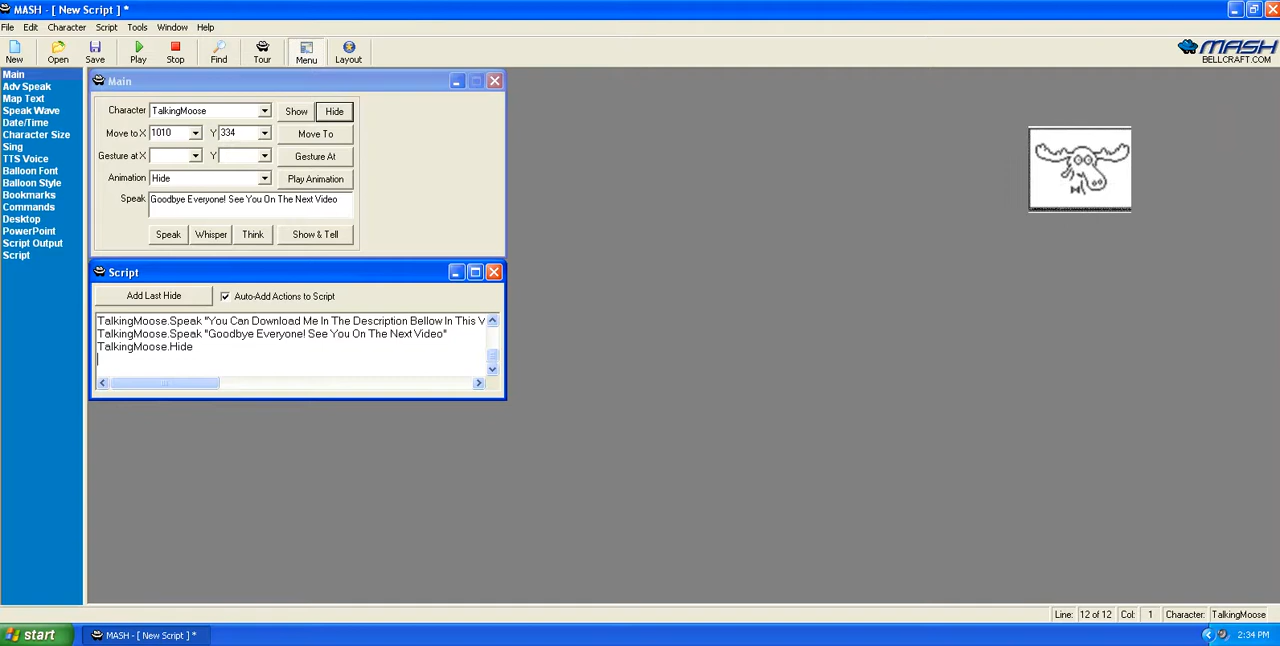 MASH - [ New Script ] *
File Edit Character Script Tools Window Help
New Open Save Play Stop Find Tour Menu Layout
MASH
BELLCRAFT.COM
Main
Adv Speak
Map Text
Speak Wave
Date/Time
Character Size
Sing
TTS Voice
Balloon Font
Balloon Style
Bookmarks
Commands
Desktop
PowerPoint
Script Output
Script
Main
Character TalkingMoose Show Hide
Move to X 1010 Y 334 Move To
Gesture at X Y Gesture At
Animation Hide Play Animation
Speak Goodbye Everyone! See You On The Next Video
Speak Whisper Think Show & Tell
Script
Add Last Hide Auto-Add Actions to Script
TalkingMoose.Speak "You Can Download Me In The Description Bellow In This V
TalkingMoose.Speak "Goodbye Everyone! See You On The Next Video"
TalkingMoose.Hide
Line: 12 of 12 Col: 1 Character: TalkingMoose
start MASH - [ New Script ] * 2:34 PM